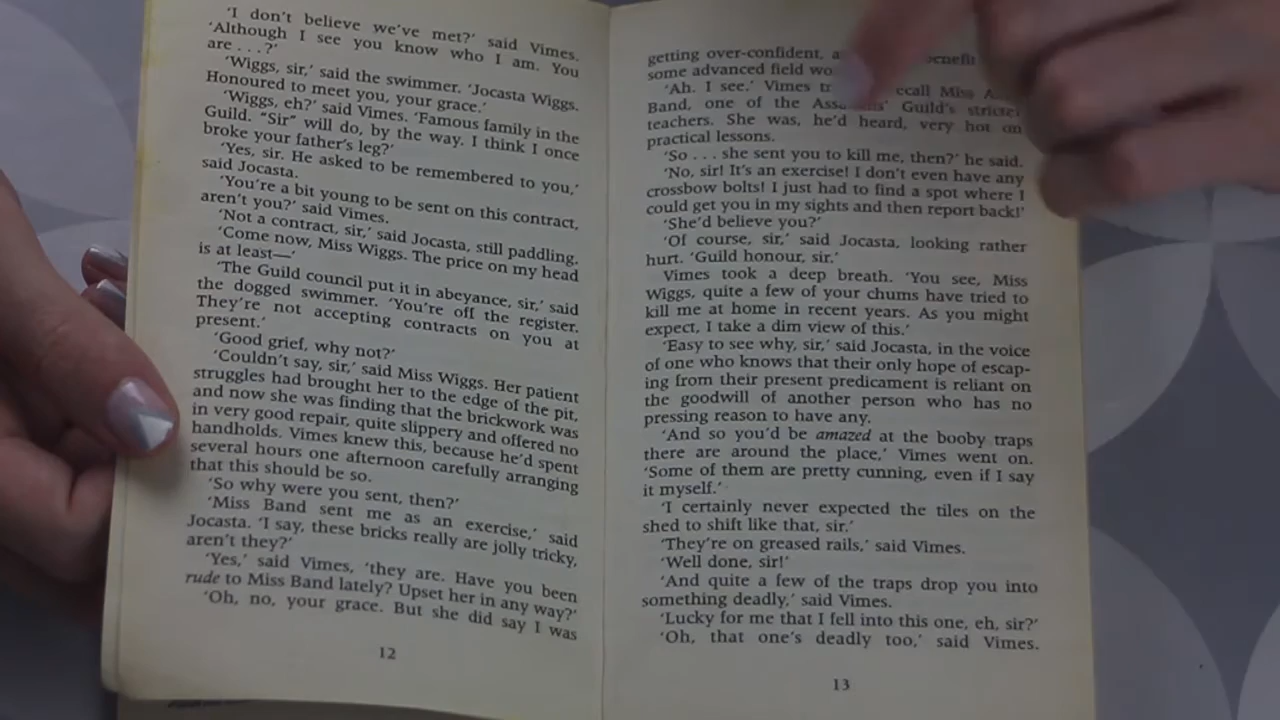 'I don't believe we've met?' said Vimes.
'Although I see you know who I am. You
are . . .?'
'Wiggs, sir,' said the swimmer. 'Jocasta Wiggs.
Honoured to meet you, your grace.'
'Wiggs, eh?' said Vimes. 'Famous family in the
Guild. "Sir" will do, by the way. I think I once
broke your father's leg?'
'Yes, sir. He asked to be remembered to you,'
said Jocasta.
'You're a bit young to be sent on this contract,
aren't you?' said Vimes.
'Not a contract, sir,' said Jocasta, still paddling.
'Come now, Miss Wiggs. The price on my head
is at least—'
'The Guild council put it in abeyance, sir,' said
the dogged swimmer. 'You're off the register.
They're not accepting contracts on you at
present.'
'Good grief, why not?'
'Couldn't say, sir,' said Miss Wiggs. Her patient
struggles had brought her to the edge of the pit,
and now she was finding that the brickwork was
in very good repair, quite slippery and offered no
handholds. Vimes knew this, because he'd spent
several hours one afternoon carefully arranging
that this should be so.
'So why were you sent, then?'
'Miss Band sent me as an exercise,' said
Jocasta. 'I say, these bricks really are jolly tricky,
aren't they?'
'Yes,' said Vimes, 'they are. Have you been
rude to Miss Band lately? Upset her in any way?'
'Oh, no, your grace. But she did say I was
12
getting over-confident, benefit
some advanced field
'Ah. I see.' Vimes Miss
Band, one of the Guild's
teachers. She was, he'd heard, very hot on
practical lessons.
'So . . . she sent you to kill me, then?' he said.
'No, sir! It's an exercise! I don't even have any
crossbow bolts! I just had to find a spot where I
could get you in my sights and then report back!'
'She'd believe you?'
'Of course, sir,' said Jocasta, looking rather
hurt. 'Guild honour, sir.'
Vimes took a deep breath. 'You see, Miss
Wiggs, quite a few of your chums have tried to
kill me at home in recent years. As you might
expect, I take a dim view of this.'
'Easy to see why, sir,' said Jocasta, in the voice
of one who knows that their only hope of escap-
ing from their present predicament is reliant on
the goodwill of another person who has no
pressing reason to have any.
'And so you'd be amazed at the booby traps
there are around the place,' Vimes went on.
'Some of them are pretty cunning, even if I say
it myself.'
'I certainly never expected the tiles on the
shed to shift like that, sir.'
'They're on greased rails,' said Vimes.
'Well done, sir!'
'And quite a few of the traps drop you into
something deadly,' said Vimes.
'Lucky for me that I fell into this one, eh, sir?'
'Oh, that one's deadly too,' said Vimes.
13